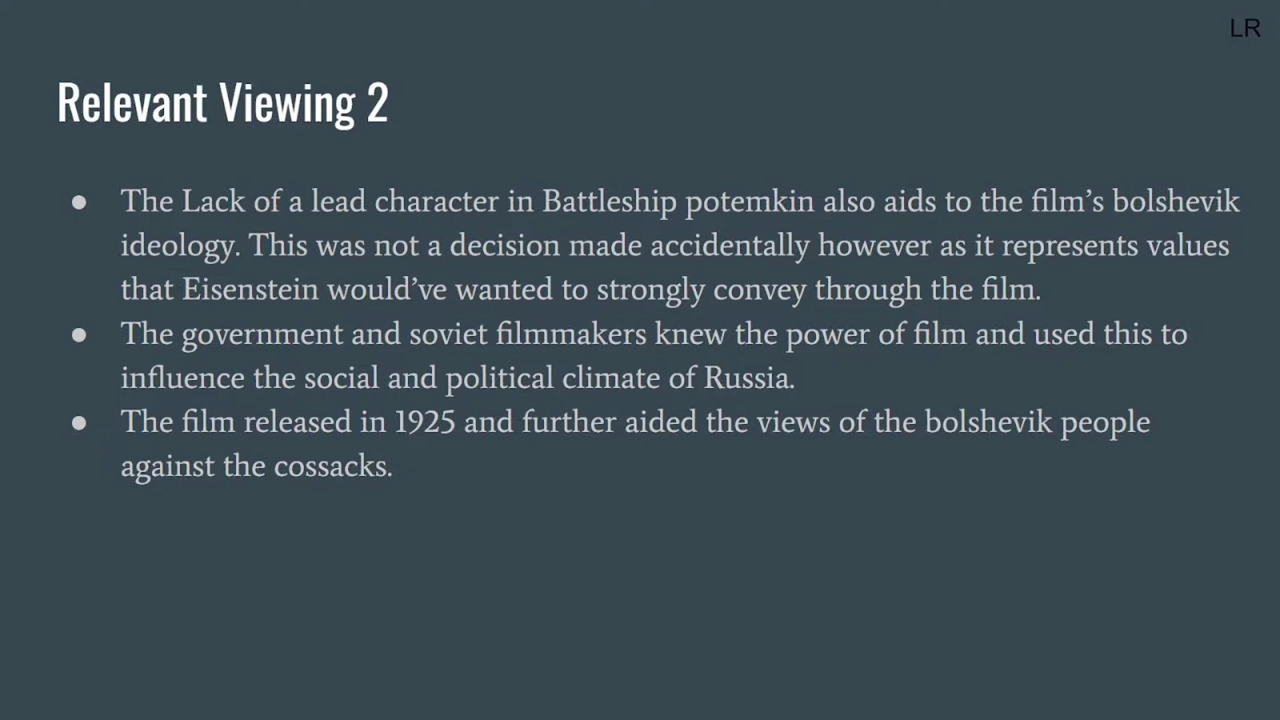 LR
Relevant Viewing 2
● The Lack of a lead character in Battleship potemkin also aids to the film's bolshevik
ideology. This was not a decision made accidentally however as it represents values
that Eisenstein would've wanted to strongly convey through the film.
● The government and soviet filmmakers knew the power of film and used this to
influence the social and political climate of Russia.
● The film released in 1925 and further aided the views of the bolshevik people
against the cossacks.